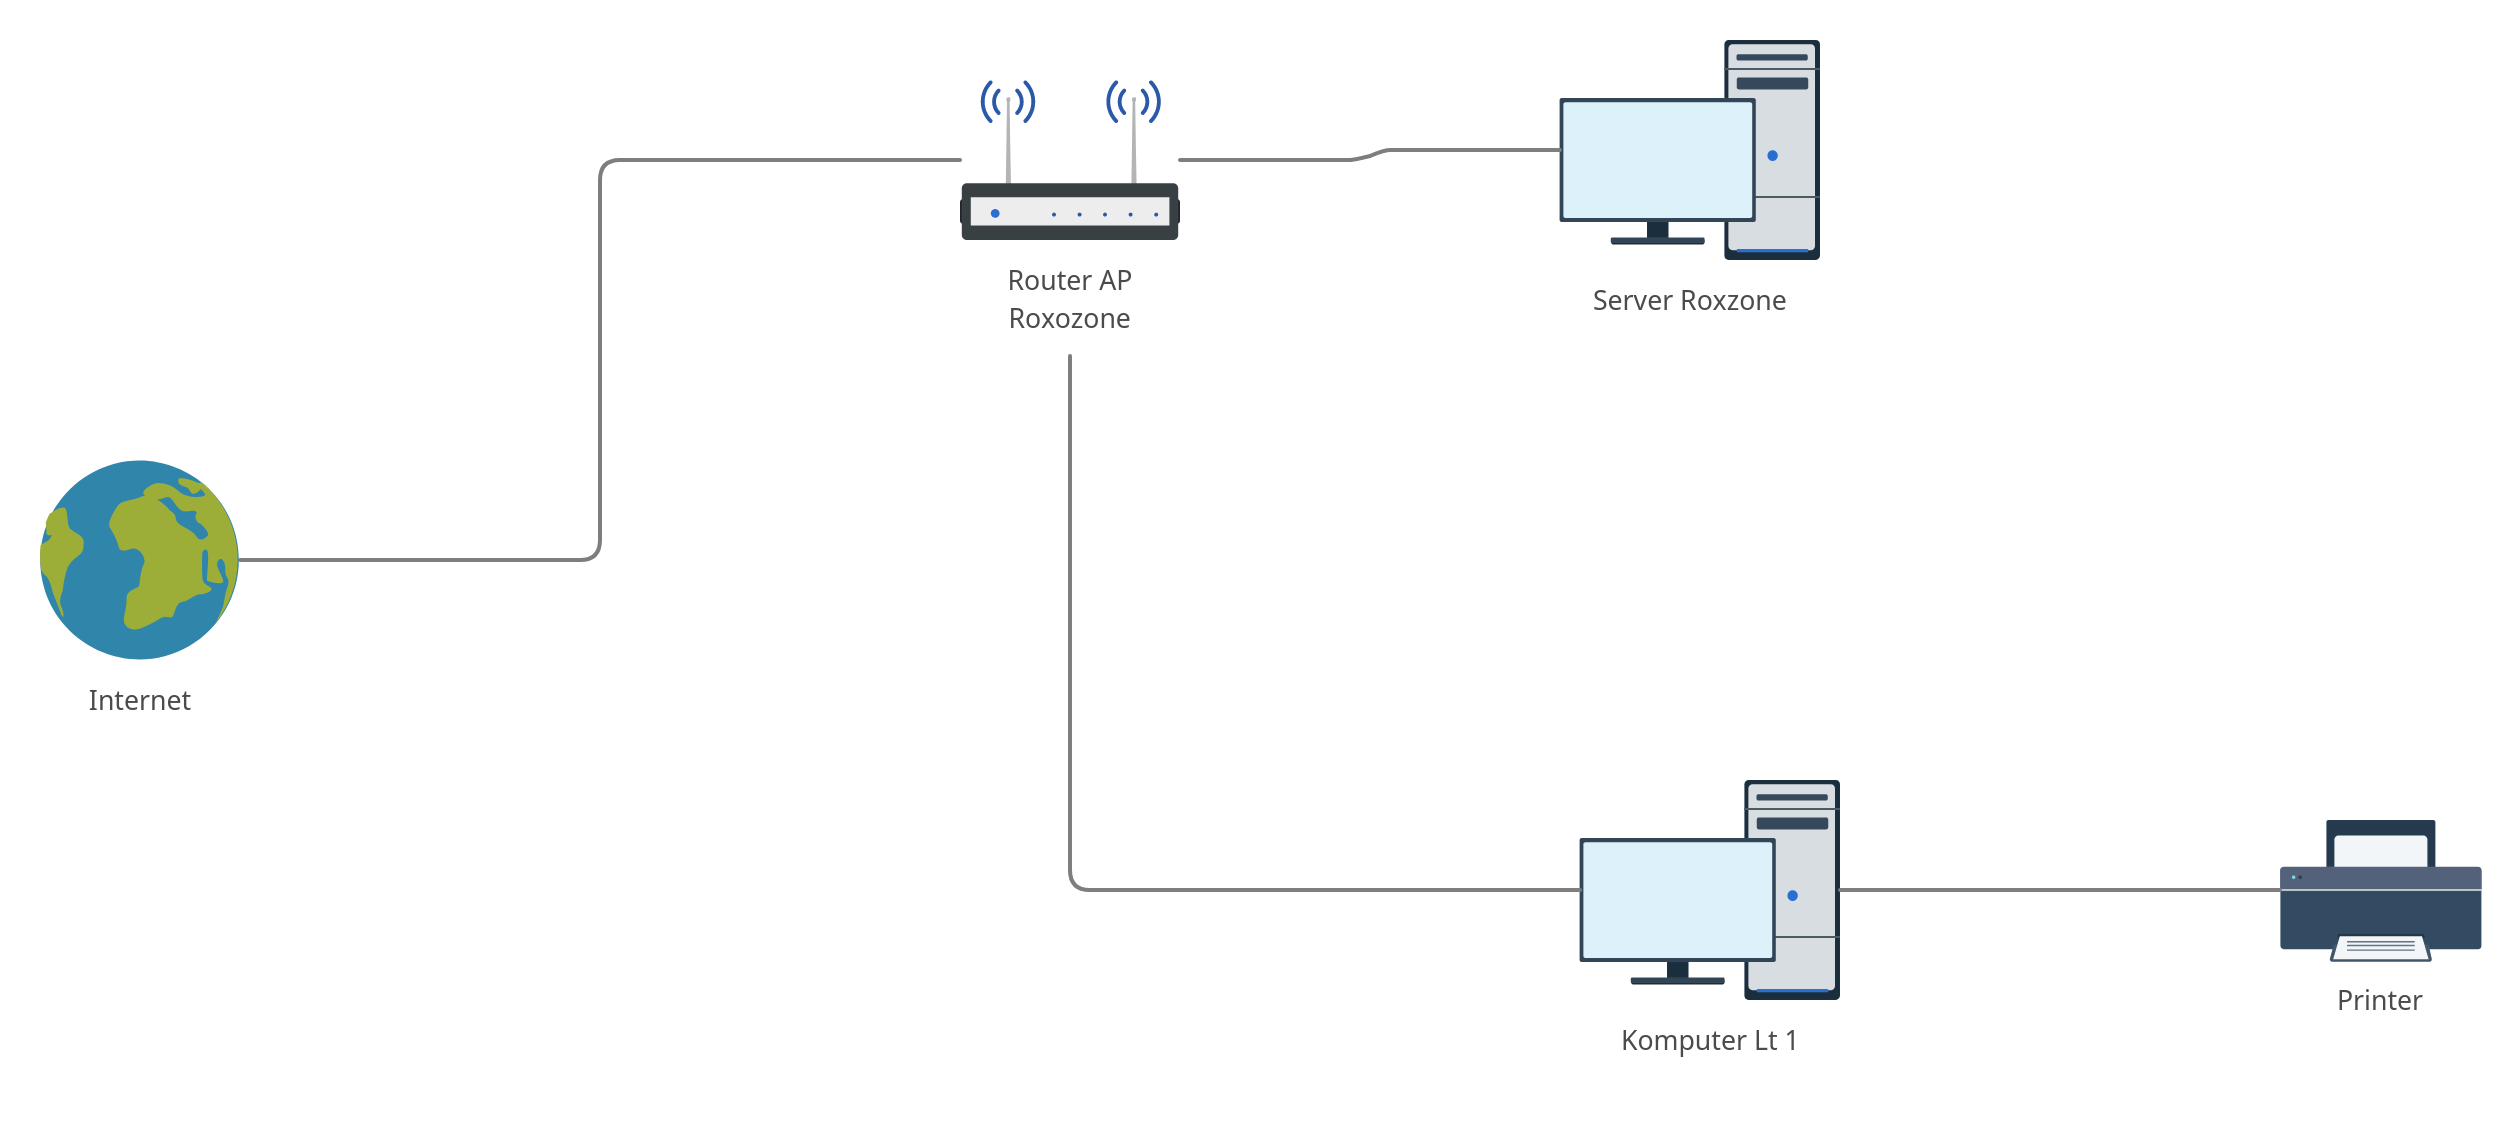 Router AP
Roxozone
Server Roxzone
Internet
Komputer Lt 1
Printer